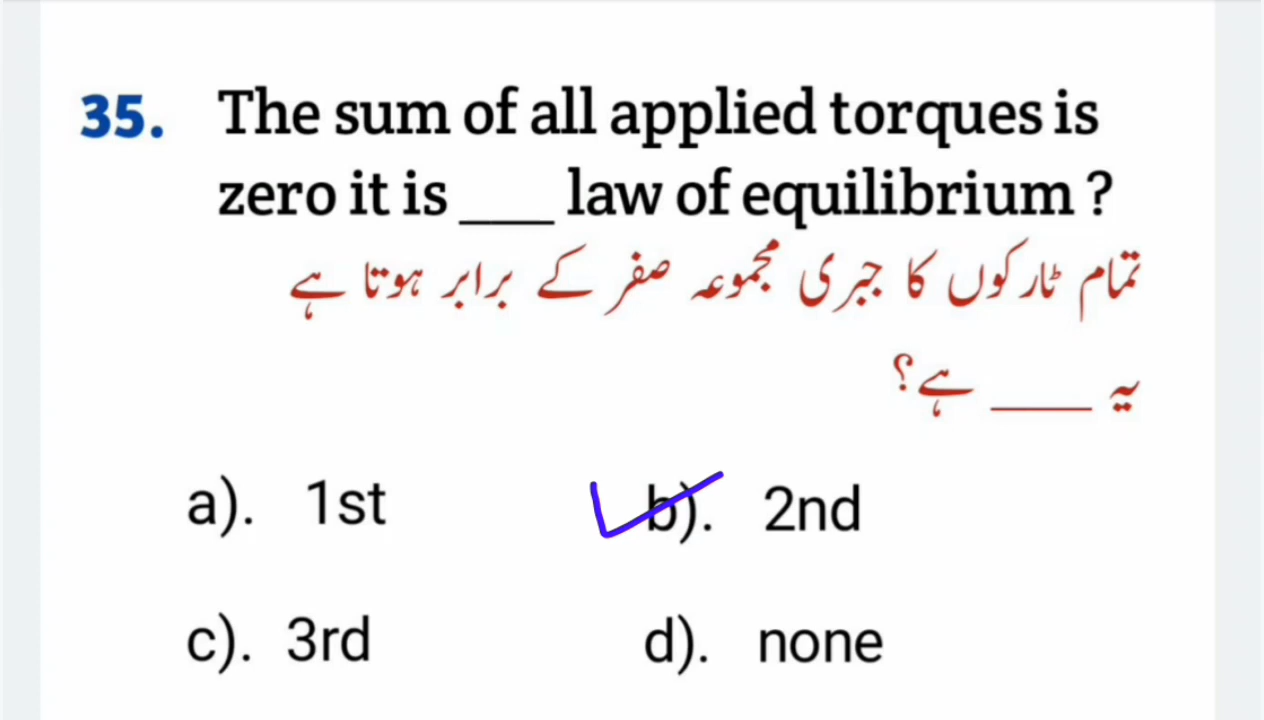 35. The sum of all applied torques is
zero it is ___ law of equilibrium ?
تمام ٹارکوں کا جبری مجموعہ صفر کے برابر ہوتا ہے
یہ ____ ہے؟
a). 1st b). 2nd
c). 3rd d). none